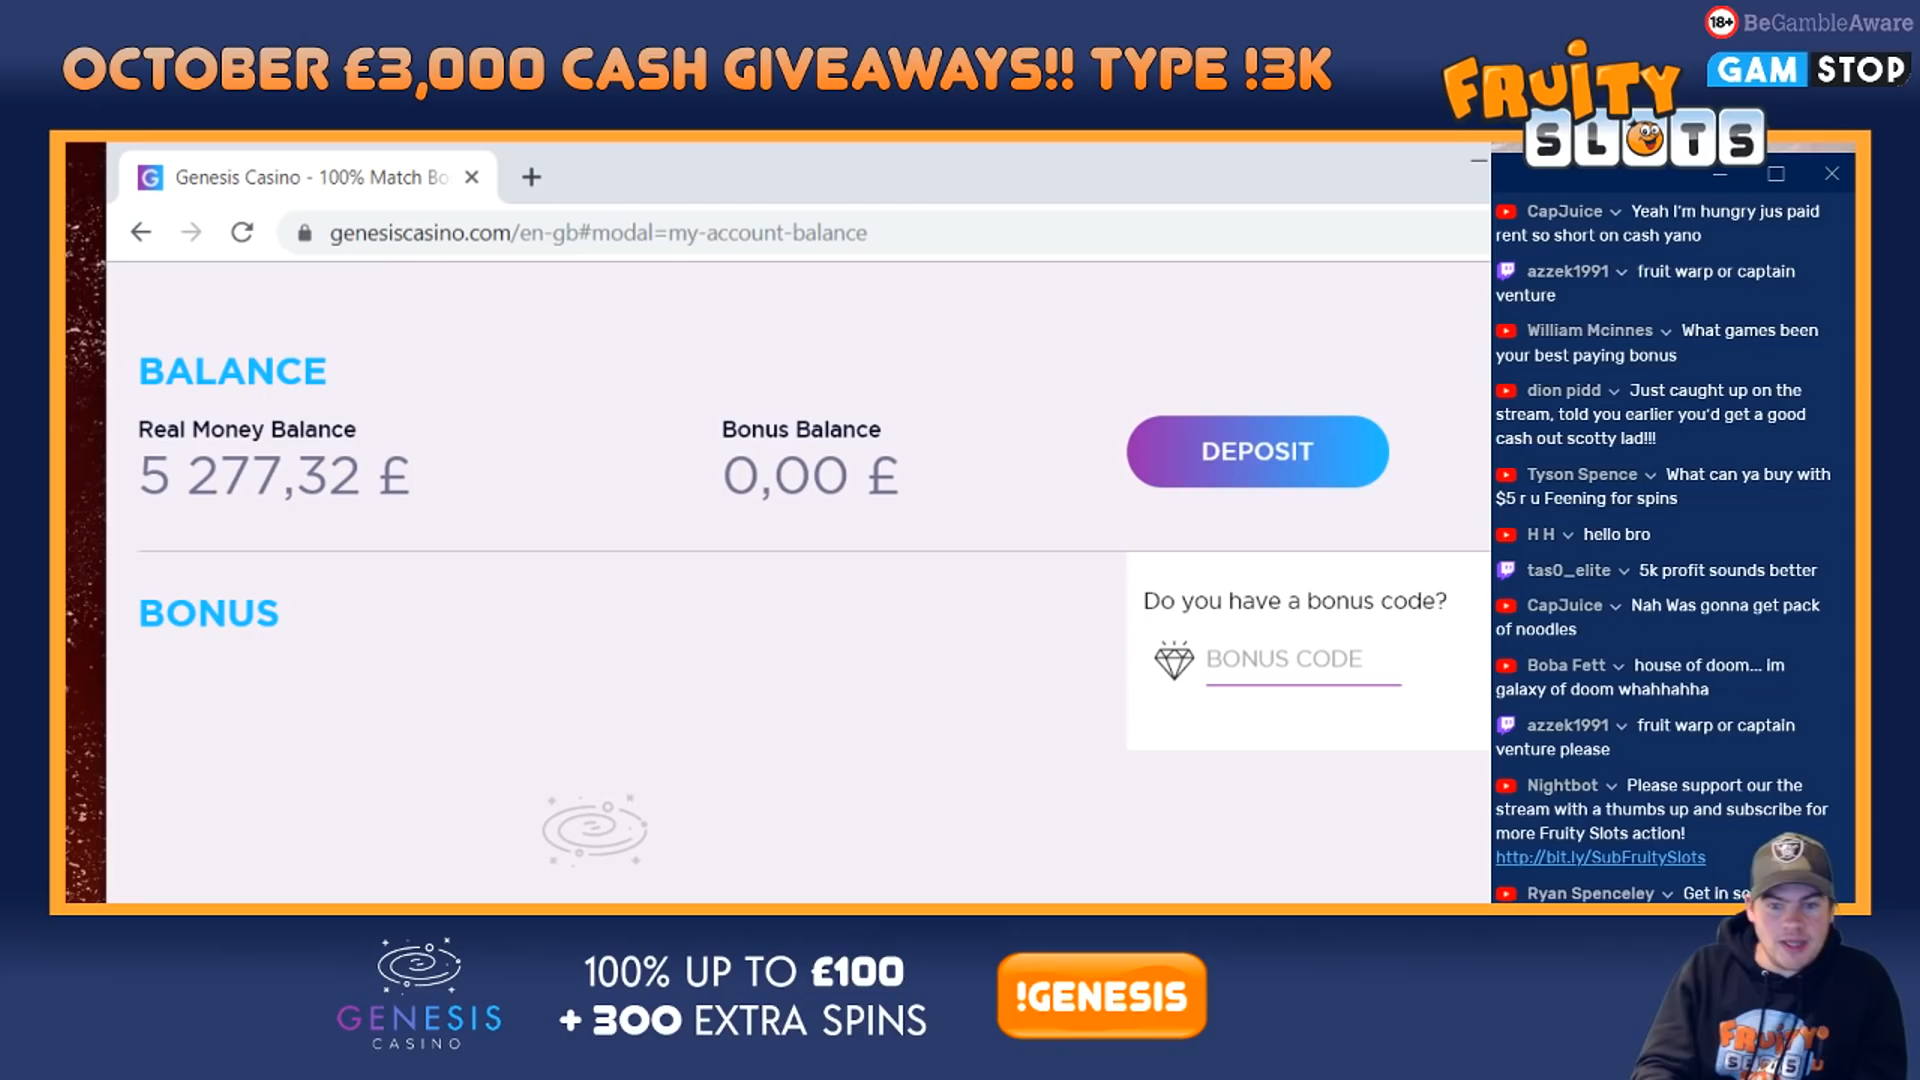 18+ BeGambleAware
OCTOBER £3,000 CASH GIVEAWAYS!! TYPE !3K
GAM STOP
FRUITY
SLOTS
G Genesis Casino - 100% Match Bo
genesiscasino.com/en-gb#modal=my-account-balance
BALANCE
Real Money Balance
5 277,32 £
Bonus Balance
0,00 £
DEPOSIT
BONUS
Do you have a bonus code?
BONUS CODE
CapJuice Yeah I'm hungry jus paid
rent so short on cash yano
azzek1991 fruit warp or captain
venture
William Mcinnes What games been
your best paying bonus
dion pidd Just caught up on the
stream, told you earlier you'd get a good
cash out scotty lad!!!
Tyson Spence What can ya buy with
$5 r u Feening for spins
H H hello bro
tas0_elite 5k profit sounds better
CapJuice Nah Was gonna get pack
of noodles
Boba Fett house of doom... im
galaxy of doom whahhahha
azzek1991 fruit warp or captain
venture please
Nightbot Please support our the
stream with a thumbs up and subscribe for
more Fruity Slots action!
http://bit.ly/SubFruitySlots
Ryan Spenceley Get in
GENESIS
CASINO
100% UP TO £100
+ 300 EXTRA SPINS
!GENESIS
FRUITY
SLOTS